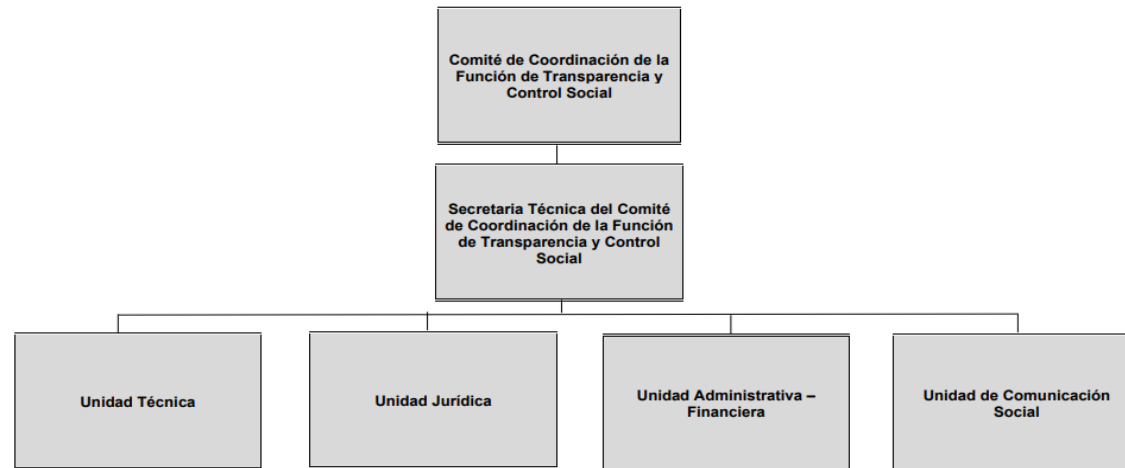 Comité de Coordinación de la
Función de Transparencia y
Control Social
Secretaria Técnica del Comité
de Coordinación de la Función
de Transparencia y Control
Social
Unidad Técnica
Unidad Jurídica
Unidad Administrativa –
Financiera
Unidad de Comunicación
Social